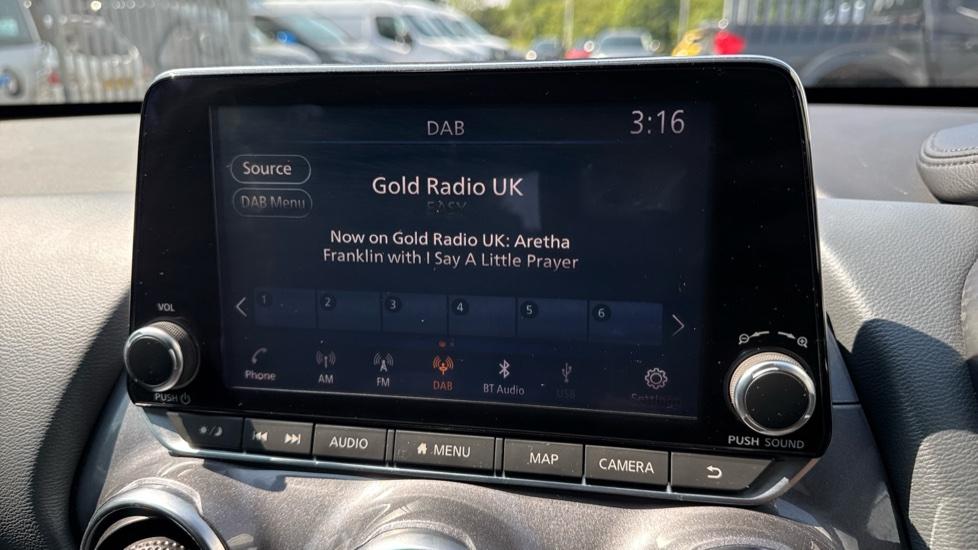 DAB
3:16
Source
DAB Menu
Gold Radio UK
EASY
Now on Gold Radio UK: Aretha
Franklin with I Say A Little Prayer
1 2 3 4 5 6
Phone AM FM DAB BT Audio USB Settings
VOL
PUSH
PUSH SOUND
AUDIO MENU MAP CAMERA